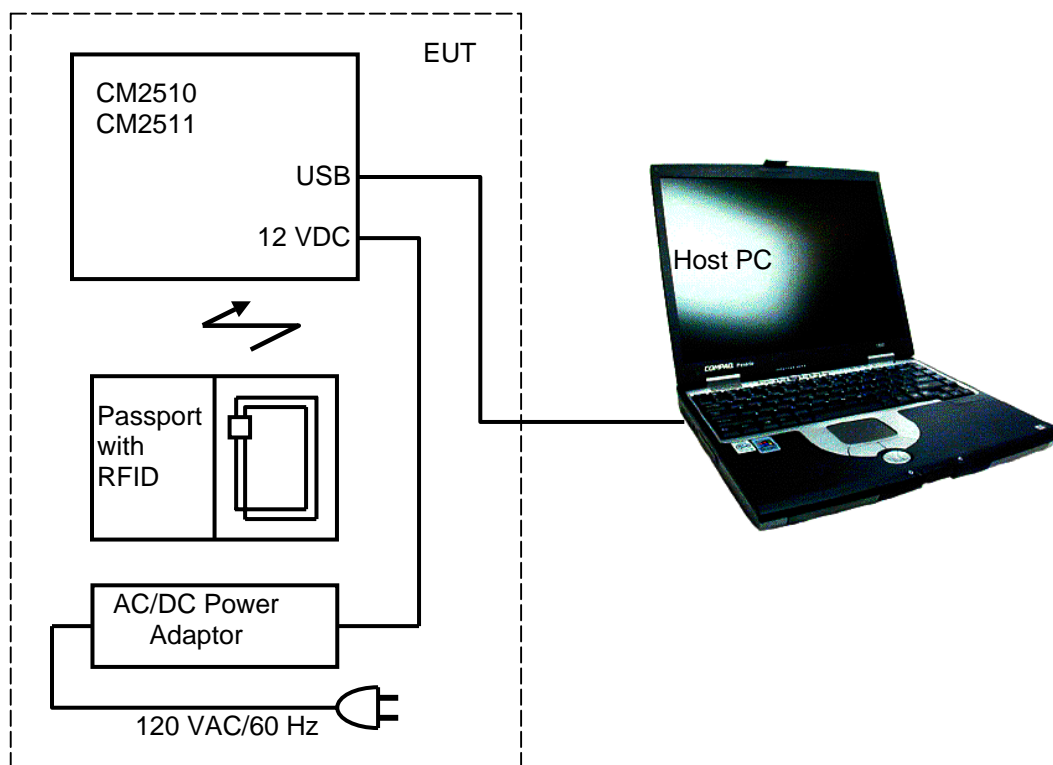 EUT
CM2510
CM2511
USB
12 VDC
Host PC
COMPAQ
Passport
with
RFID
AC/DC Power
Adaptor
120 VAC/60 Hz